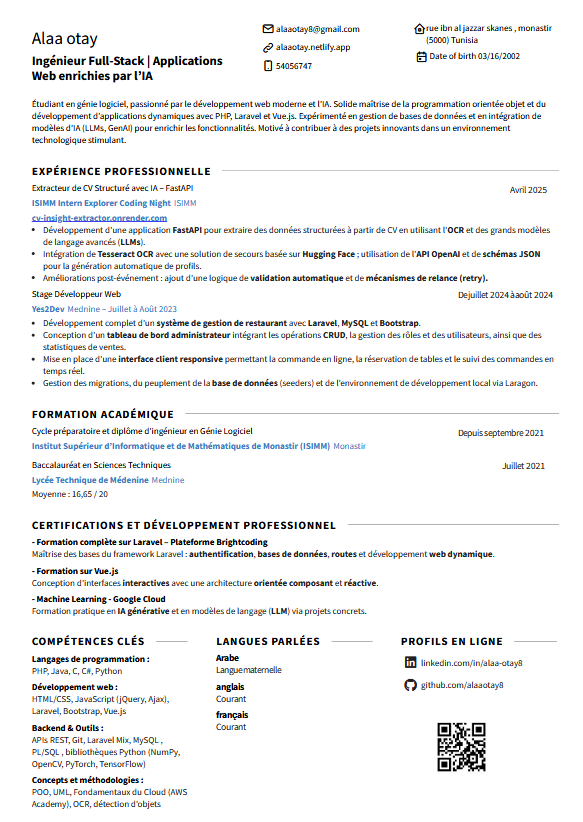 Alaa otay
Ingénieur Full-Stack | Applications
Web enrichies par l'IA
alaaotay8@gmail.com
alaaotay.netlify.app
54056747
rue ibn al jazzar skanes , monastir
(5000) Tunisia
Date of birth 03/16/2002
Étudiant en génie logiciel, passionné par le développement web moderne et l'IA. Solide maîtrise de la programmation orientée objet et du
développement d'applications dynamiques avec PHP, Laravel et Vue.js. Expérimenté en gestion de bases de données et en intégration de
modèles d'IA (LLMs, GenAI) pour enrichir les fonctionnalités. Motivé à contribuer à des projets innovants dans un environnement
technologique stimulant.
EXPÉRIENCE PROFESSIONNELLE
Extracteur de CV Structuré avec IA – FastAPI
Avril 2025
ISIMM Intern Explorer Coding Night ISIMM
cv-insight-extractor.onrender.com
• Développement d'une application FastAPI pour extraire des données structurées à partir de CV en utilisant l'OCR et des grands modèles
de langage avancés (LLMs).
• Intégration de Tesseract OCR avec une solution de secours basée sur Hugging Face ; utilisation de l'API OpenAI et de schémas JSON
pour la génération automatique de profils.
• Améliorations post-événement : ajout d'une logique de validation automatique et de mécanismes de relance (retry).
Stage Développeur Web
De juillet 2024 à août 2024
Yes2Dev Mednine – Juillet à Août 2023
• Développement complet d'un système de gestion de restaurant avec Laravel, MySQL et Bootstrap.
• Conception d'un tableau de bord administrateur intégrant les opérations CRUD, la gestion des rôles et des utilisateurs, ainsi que des
statistiques de ventes.
• Mise en place d'une interface client responsive permettant la commande en ligne, la réservation de tables et le suivi des commandes en
temps réel.
• Gestion des migrations, du peuplement de la base de données (seeders) et de l'environnement de développement local via Laragon.
FORMATION ACADÉMIQUE
Cycle préparatoire et diplôme d'ingénieur en Génie Logiciel
Depuis septembre 2021
Institut Supérieur d'Informatique et de Mathématiques de Monastir (ISIMM) Monastir
Baccalauréat en Sciences Techniques
Juillet 2021
Lycée Technique de Médenine Mednine
Moyenne : 16,65 / 20
CERTIFICATIONS ET DÉVELOPPEMENT PROFESSIONNEL
- Formation complète sur Laravel – Plateforme Brightcoding
Maîtrise des bases du framework Laravel : authentification, bases de données, routes et développement web dynamique.
- Formation sur Vue.js
Conception d'interfaces interactives avec une architecture orientée composant et réactive.
- Machine Learning - Google Cloud
Formation pratique en IA générative et en modèles de langage (LLM) via projets concrets.
COMPÉTENCES CLÉS
Langages de programmation :
PHP, Java, C, C#, Python
Développement web :
HTML/CSS, JavaScript (jQuery, Ajax),
Laravel, Bootstrap, Vue.js
Backend & Outils :
APIs REST, Git, Laravel Mix, MySQL ,
PL/SQL , bibliothèques Python (NumPy,
OpenCV, PyTorch, TensorFlow)
Concepts et méthodologies :
POO, UML, Fondamentaux du Cloud (AWS
Academy), OCR, détection d'objets
LANGUES PARLÉES
Arabe
Langue maternelle
anglais
Courant
français
Courant
PROFILS EN LIGNE
linkedin.com/in/alaa-otay8
github.com/alaaotay8